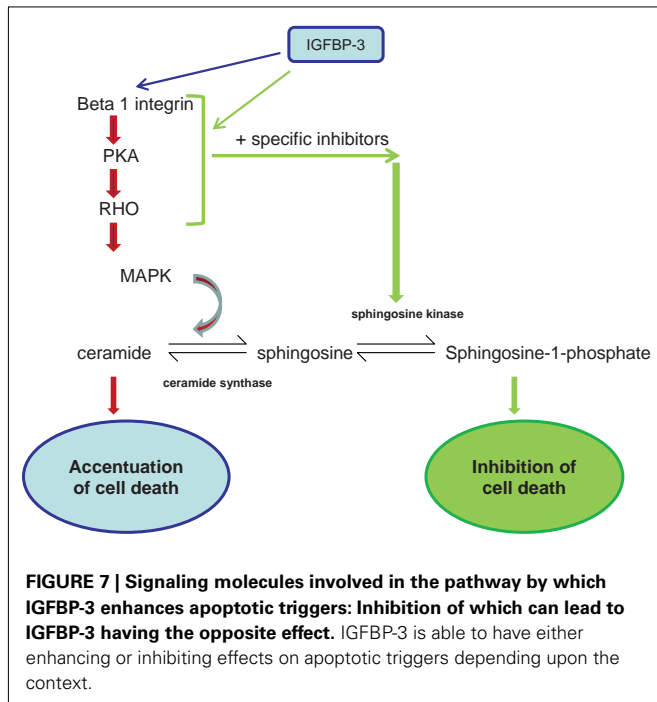 IGFBP-3
Beta 1 integrin
+ specific inhibitors
PKA
RHO
MAPK
sphingosine kinase
ceramide sphingosine Sphingosine-1-phosphate
ceramide synthase
Accentuation
of cell death
Inhibition of
cell death
FIGURE 7 | Signaling molecules involved in the pathway by which
IGFBP-3 enhances apoptotic triggers: Inhibition of which can lead to
IGFBP-3 having the opposite effect. IGFBP-3 is able to have either
enhancing or inhibiting effects on apoptotic triggers depending upon the
context.